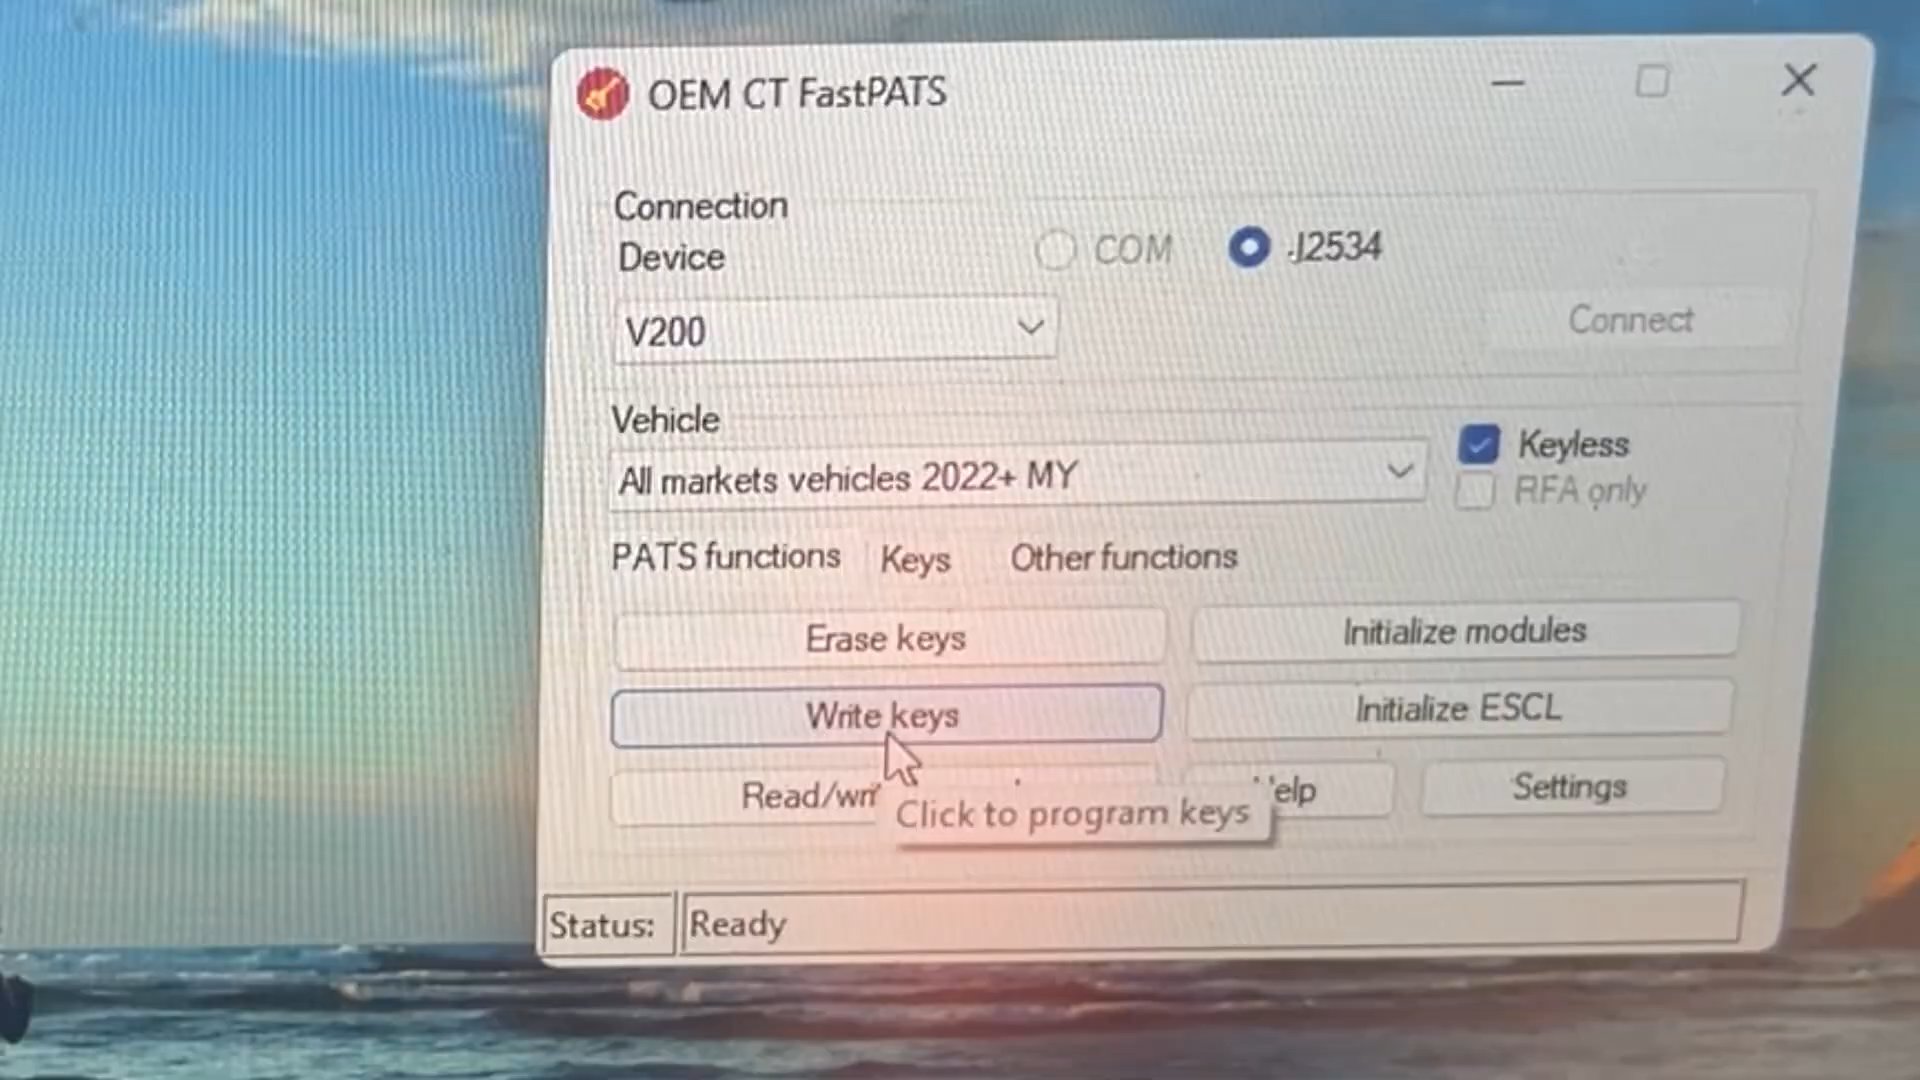 OEM CT FastPATS
Connection
Device
COM
J2534
V200
Connect
Vehicle
All markets vehicles 2022+ MY
Keyless
RFA only
PATS functions
Keys
Other functions
Erase keys
Initialize modules
Write keys
Initialize ESCL
Settings
Click to program keys
Status:
Ready